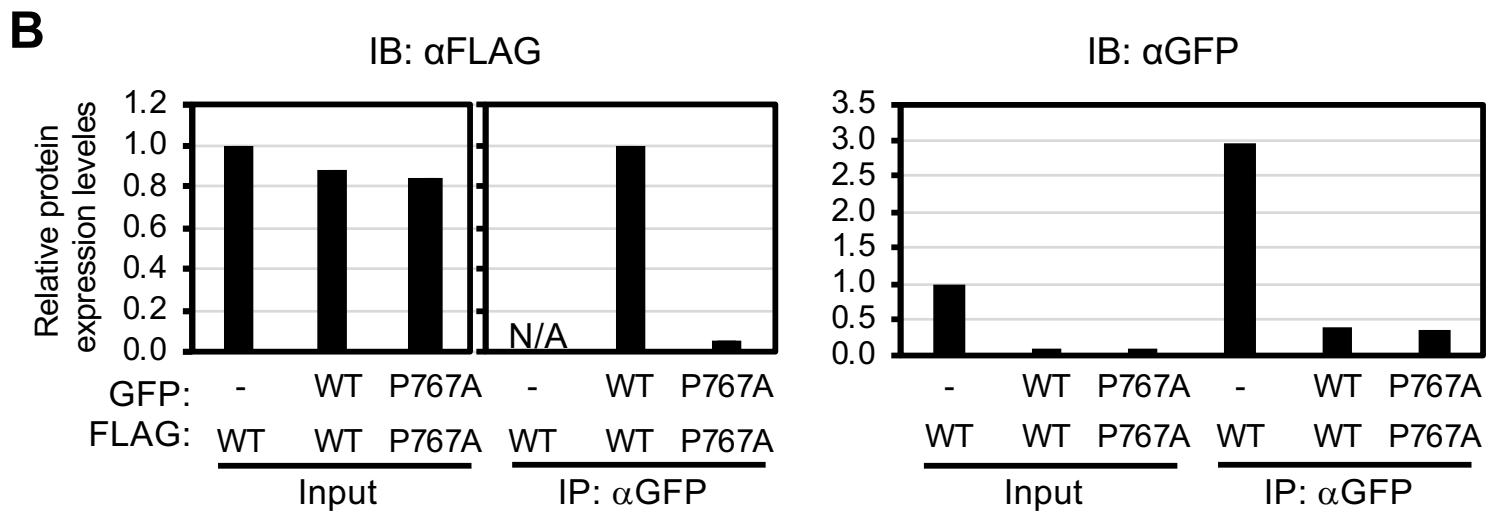 B
IB: αFLAG
IB: αGFP
Relative protein
expression leveles
1.2
1.0
0.8
0.6
0.4
0.2
0.0
N/A
3.5
3.0
2.5
2.0
1.5
1.0
0.5
0.0
GFP: - WT P767A - WT P767A - WT P767A - WT P767A
FLAG: WT WT P767A WT WT P767A WT WT P767A WT WT P767A
Input IP: αGFP Input IP: αGFP